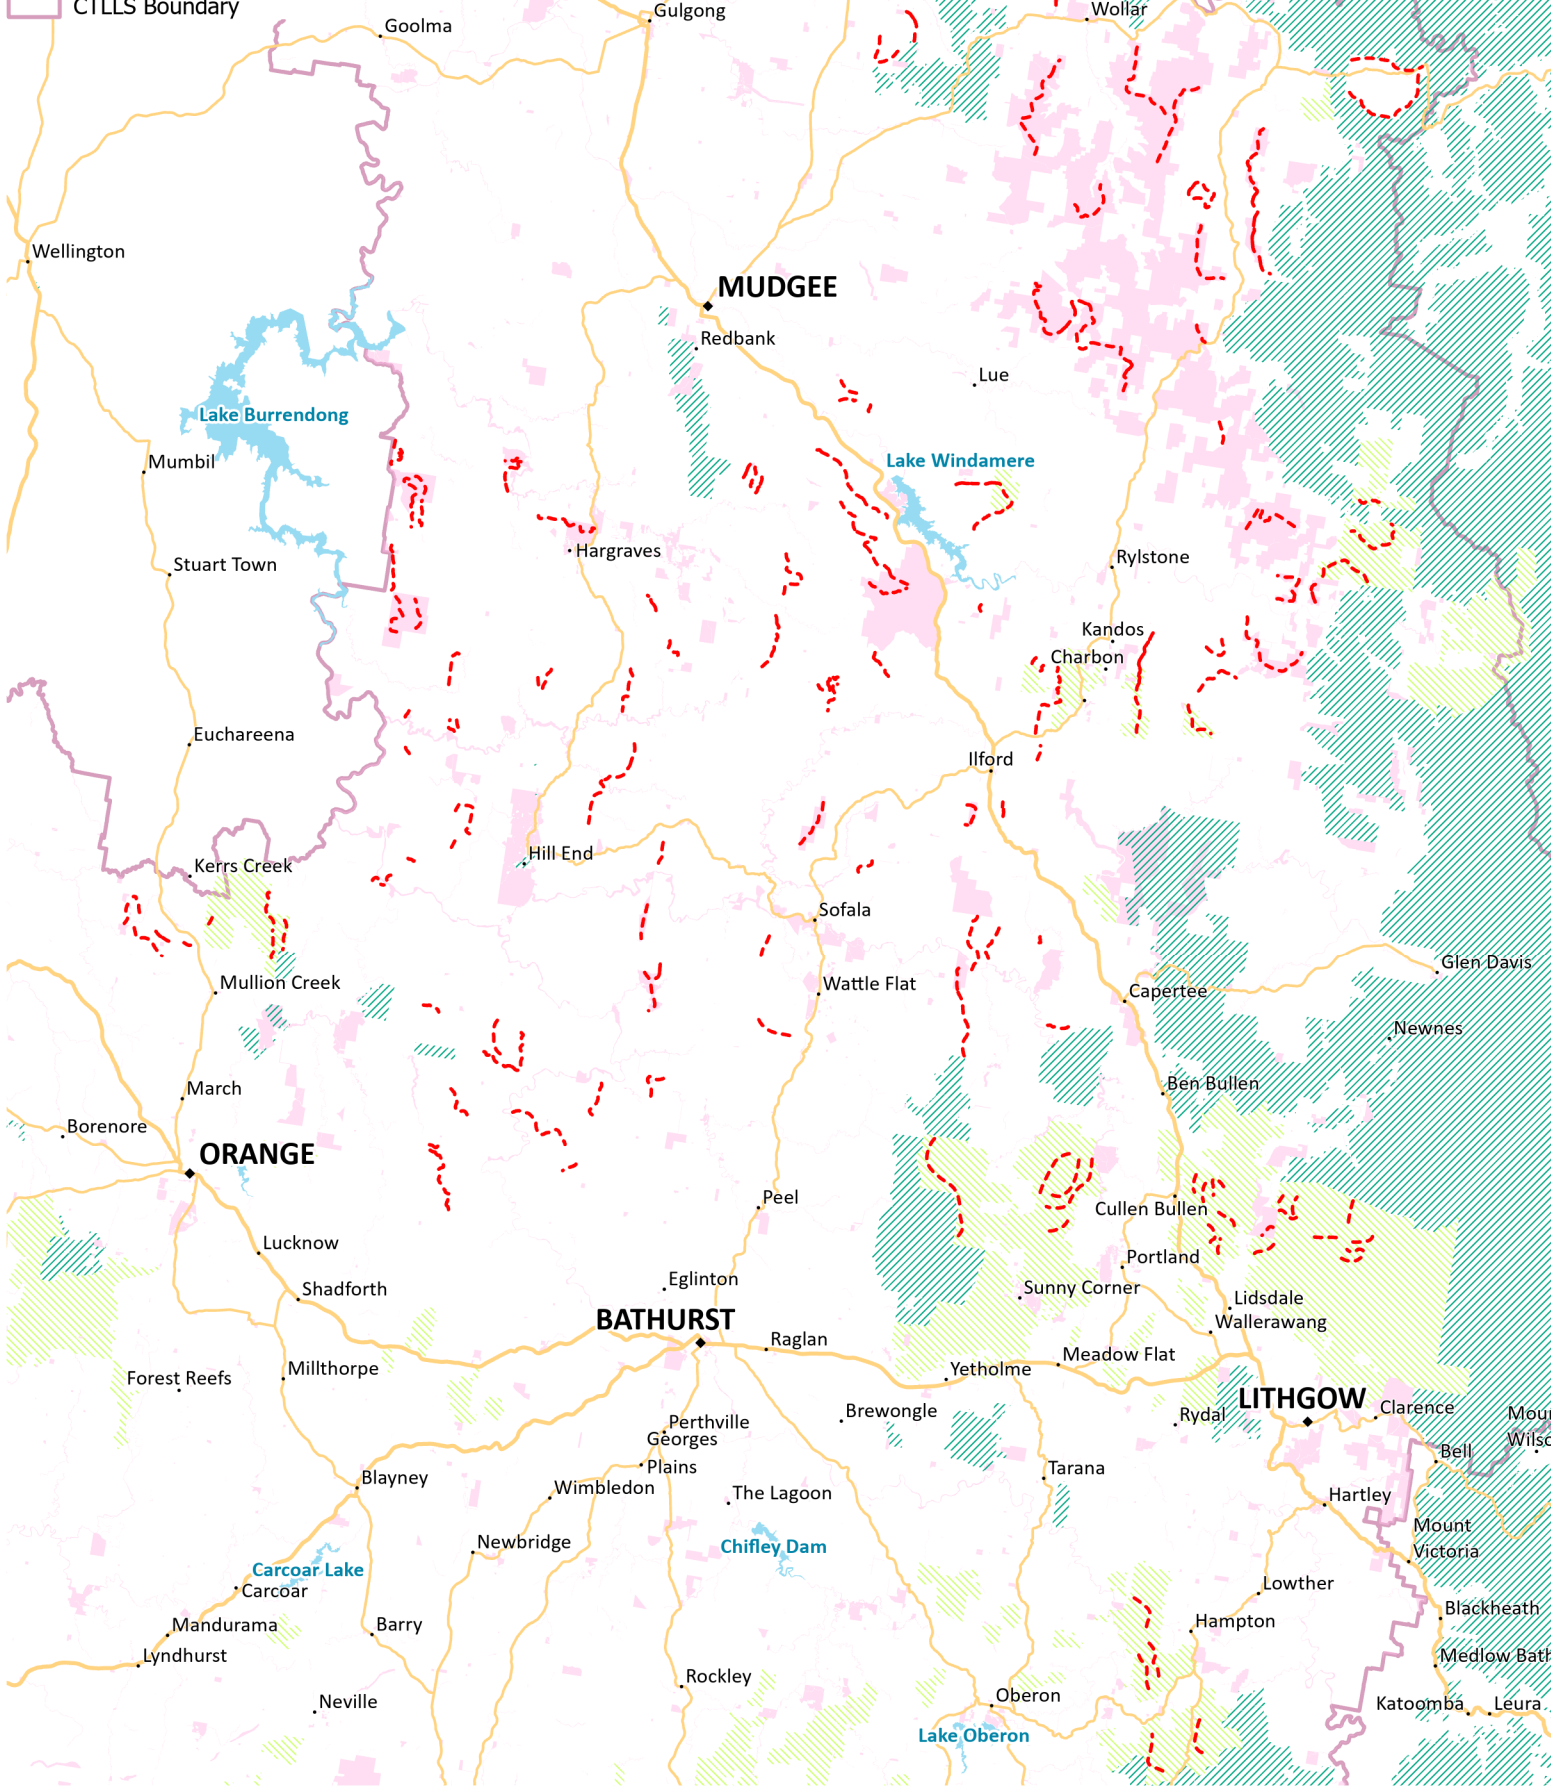 CTLLS Boundary
Goolma
Gulgong
Wollar
Wellington
MUDGEE
Redbank
Lue
Lake Burrendong
Mumbil
Lake Windamere
Stuart Town
Hargraves
Rylstone
Kandos
Charbon
Euchareena
Ilford
Kerrs Creek
Hill End
Sofala
Mullion Creek
Wattle Flat
Capertee
Glen Davis
Newnes
March
Ben Bullen
Borenore
ORANGE
Peel
Cullen Bullen
Lucknow
Portland
Shadforth
Eglinton
Sunny Corner
Lidsdale
BATHURST
Wallerawang
Raglan
Millthorpe
Meadow Flat
Forest Reefs
Yetholme
LITHGOW
Brewongle
Rydal
Clarence
Perthville
Georges
Plains
Mour
Wilso
Bell
Blayney
Tarana
Wimbledon
The Lagoon
Hartley
Newbridge
Chifley Dam
Mount
Victoria
Carcoar Lake
Carcoar
Lowther
Mandurama
Barry
Hampton
Blackheath
Lyndhurst
Medlow Bath
Rockley
Neville
Oberon
Katoomba
Leura
Lake Oberon